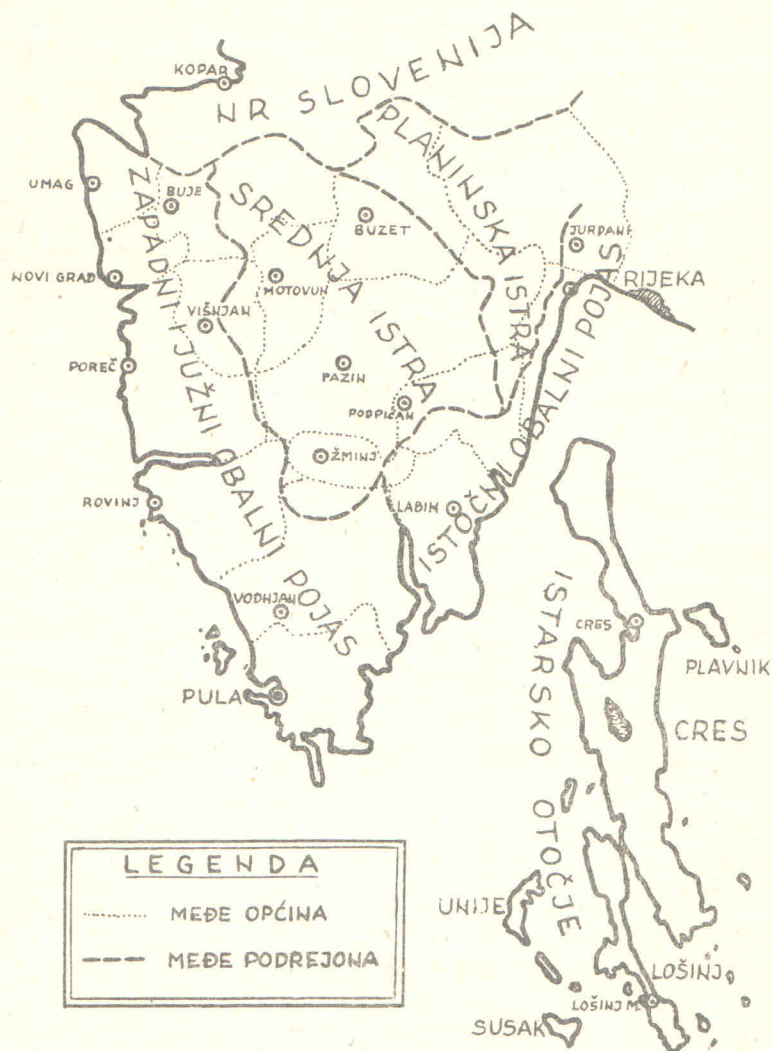 KOPAR
NR SLOVENIJA
PLANINSKA ISTRA
UMAG
BUJE
ZAPADNI I JUŽNI OBALNI POJAS
SREDNJA ISTRA
BUZET
JURDANI
RIJEKA
NOVI GRAD
MOTOVUN
VIŠNJAN
ISTOČNI OBALNI POJAS
POREČ
PAZIN
PODPIĆAN
ŽMINJ
ROVINJ
LABIN
VODNJAN
ISTARSKO OTOČJE
CRES
PLAVNIK
PULA
CRES
LEGENDA
MEĐE OPĆINA
MEĐE PODREJONA
UNIJE
LOŠINJ
LOŠINJ M.
SUSAK